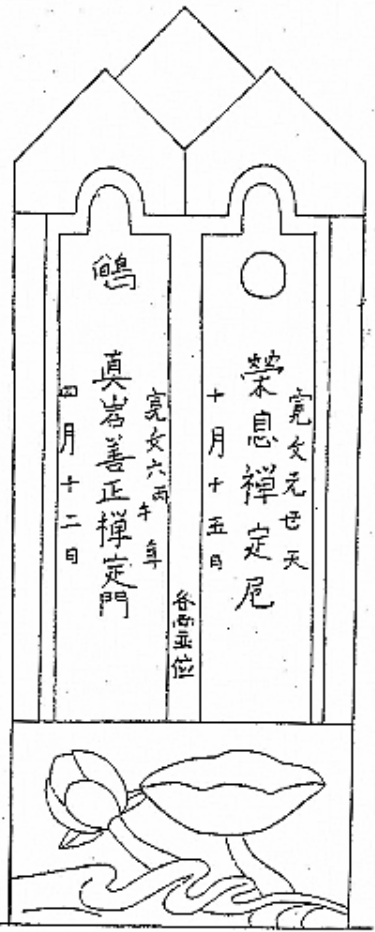 寛文元丑天
榮息禅定尼
十月十五日
位
寛文六丙午年
真岩善正禅定門
四月十二日